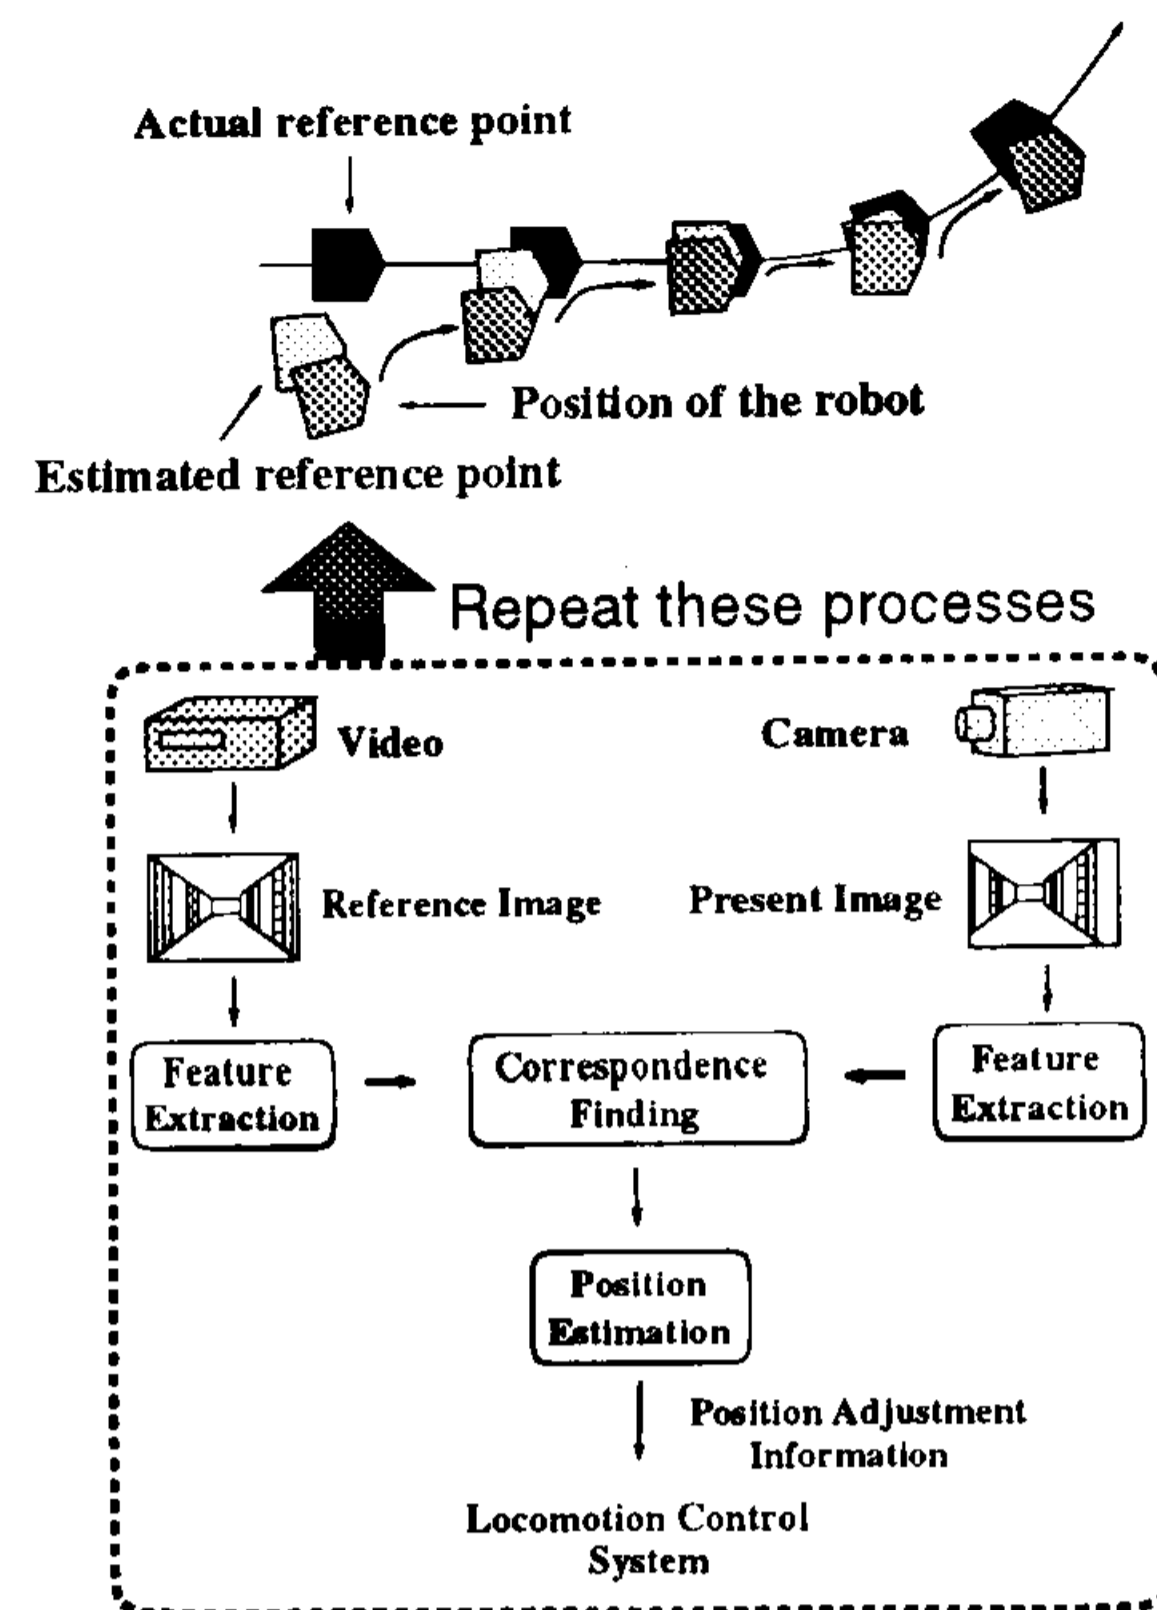 Actual reference point
Position of the robot
Estimated reference point
Repeat these processes
Video
Camera
Reference Image
Present Image
Feature
Extraction
Correspondence
Finding
Feature
Extraction
Position
Estimation
Position Adjustment
Information
Locomotion Control
System